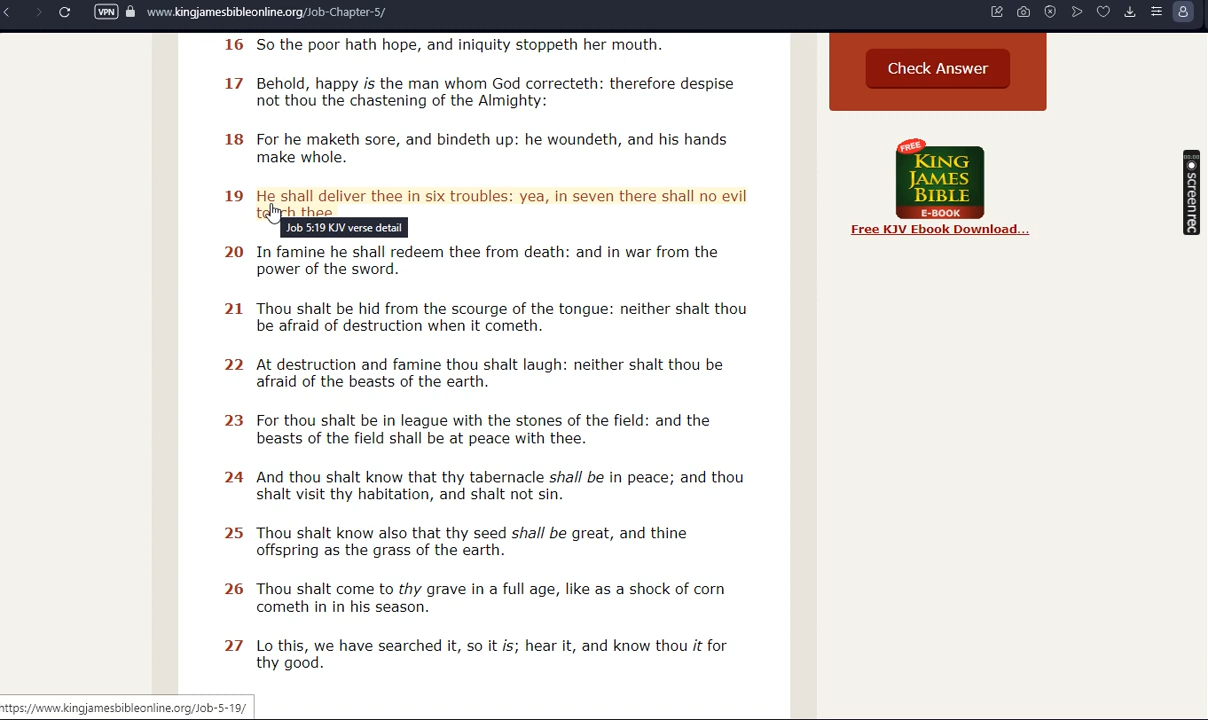 VPN www.kingjamesbibleonline.org/Job-Chapter-5/
16 So the poor hath hope, and iniquity stoppeth her mouth.
17 Behold, happy is the man whom God correcteth: therefore despise
not thou the chastening of the Almighty:
18 For he maketh sore, and bindeth up: he woundeth, and his hands
make whole.
19 He shall deliver thee in six troubles: yea, in seven there shall no evil
touch thee.
Job 5:19 KJV verse detail
20 In famine he shall redeem thee from death: and in war from the
power of the sword.
21 Thou shalt be hid from the scourge of the tongue: neither shalt thou
be afraid of destruction when it cometh.
22 At destruction and famine thou shalt laugh: neither shalt thou be
afraid of the beasts of the earth.
23 For thou shalt be in league with the stones of the field: and the
beasts of the field shall be at peace with thee.
24 And thou shalt know that thy tabernacle shall be in peace; and thou
shalt visit thy habitation, and shalt not sin.
25 Thou shalt know also that thy seed shall be great, and thine
offspring as the grass of the earth.
26 Thou shalt come to thy grave in a full age, like as a shock of corn
cometh in in his season.
27 Lo this, we have searched it, so it is; hear it, and know thou it for
thy good.
Check Answer
FREE
KING
JAMES
BIBLE
E-BOOK
Free KJV Ebook Download...
00:00
screenrec
https://www.kingjamesbibleonline.org/Job-5-19/